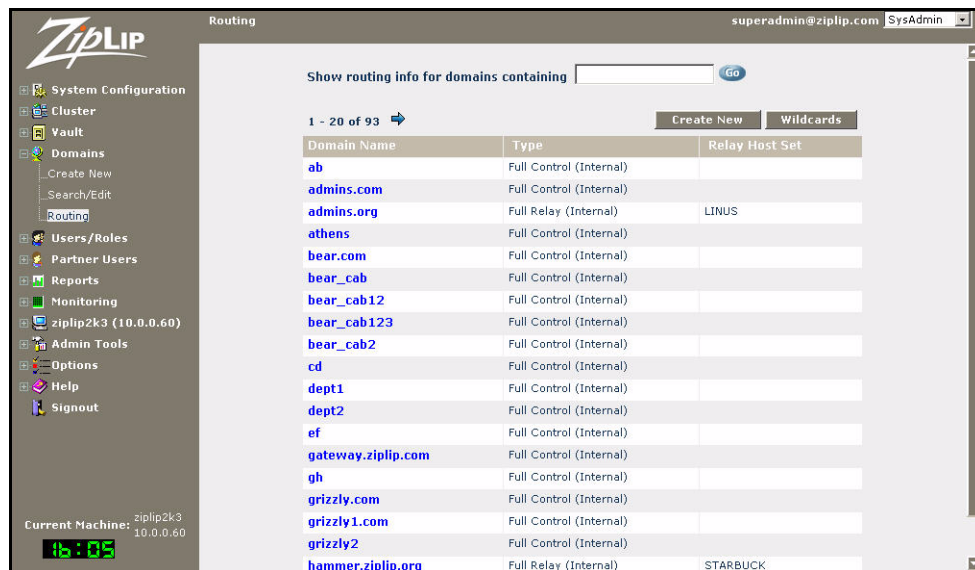 ZIPLIP
Routing
superadmin@ziplip.com SysAdmin
System Configuration
Cluster
Vault
Domains
Create New
Search/Edit
Routing
Users/Roles
Partner Users
Reports
Monitoring
ziplip2k3 (10.0.0.60)
Admin Tools
Options
Help
Signout
Current Machine: ziplip2k3
10.0.0.60
16:05
Show routing info for domains containing Go
1 - 20 of 93 Create New Wildcards
Domain Name Type Relay Host Set
ab Full Control (Internal)
admins.com Full Control (Internal)
admins.org Full Relay (Internal) LINUS
athens Full Control (Internal)
bear.com Full Control (Internal)
bear_cab Full Control (Internal)
bear_cab12 Full Control (Internal)
bear_cab123 Full Control (Internal)
bear_cab2 Full Control (Internal)
cd Full Control (Internal)
dept1 Full Control (Internal)
dept2 Full Control (Internal)
ef Full Control (Internal)
gateway.ziplip.com Full Control (Internal)
gh Full Control (Internal)
grizzly.com Full Control (Internal)
grizzly1.com Full Control (Internal)
grizzly2 Full Control (Internal)
hammer.ziplip.org Full Relay (Internal) STARBUCK